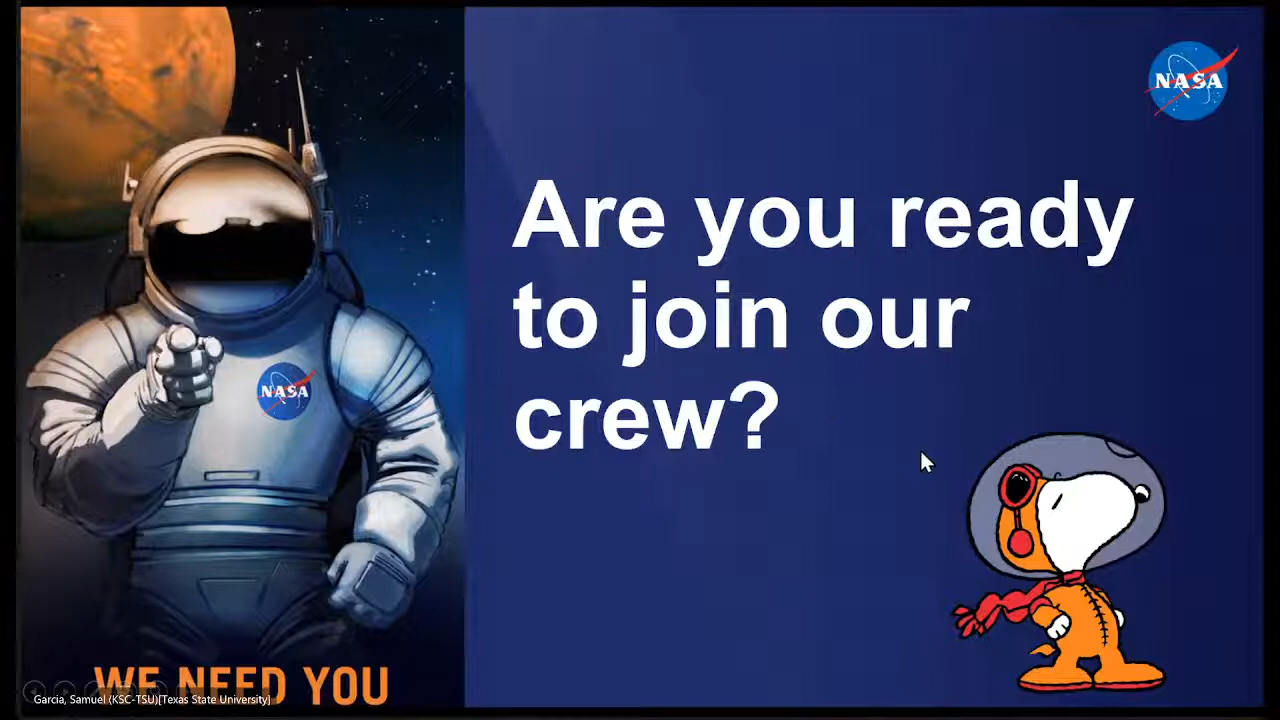 NASA
Are you ready
to join our
crew?
NASA
WE NEED YOU
Garcia, Samuel (KSC-TSU)[Texas State University]